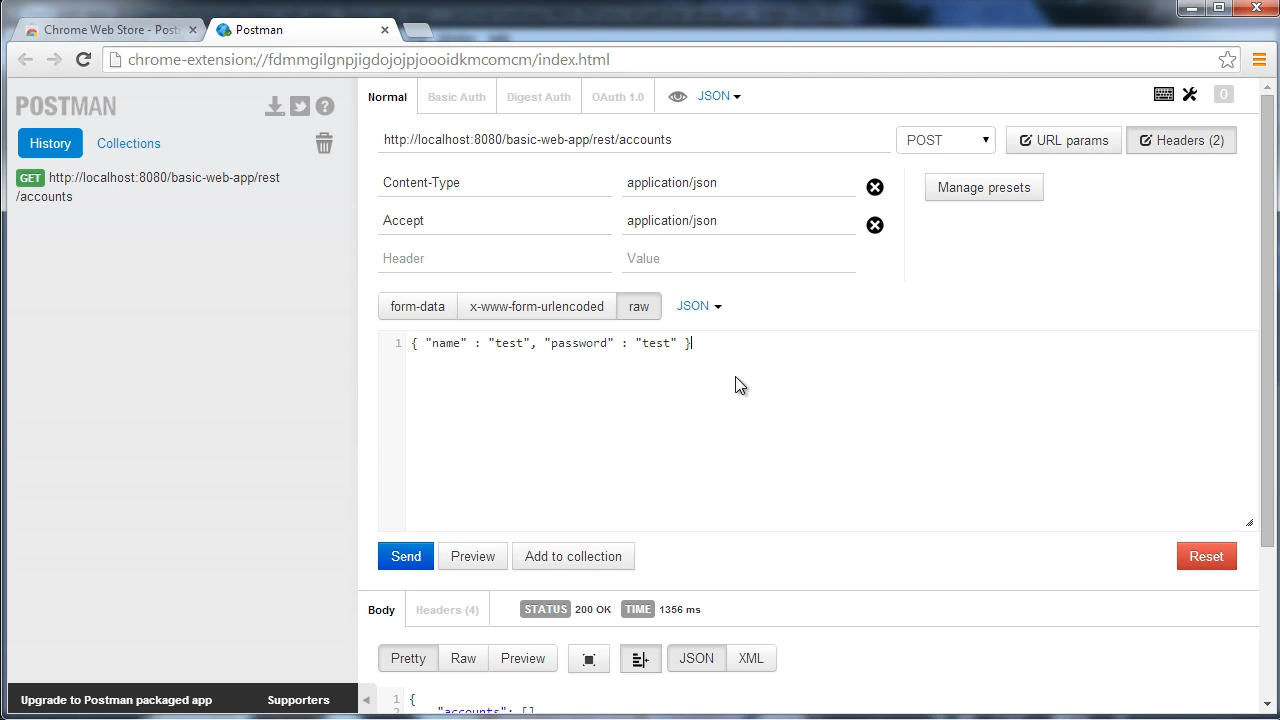 Chrome Web Store - Post
Postman
chrome-extension://fdmmgilgnpjigdojojpjoooidkmcomcm/index.html
POSTMAN
History
Collections
GET http://localhost:8080/basic-web-app/rest
/accounts
Upgrade to Postman packaged app
Supporters
Normal
Basic Auth
Digest Auth
OAuth 1.0
JSON
0
http://localhost:8080/basic-web-app/rest/accounts
POST
URL params
Headers (2)
Content-Type
application/json
Manage presets
Accept
application/json
Header
Value
form-data
x-www-form-urlencoded
raw
JSON
1
{ "name" : "test", "password" : "test" }
Send
Preview
Add to collection
Reset
Body
Headers (4)
STATUS 200 OK
TIME 1356 ms
Pretty
Raw
Preview
JSON
XML
1 {
2 "accounts": []